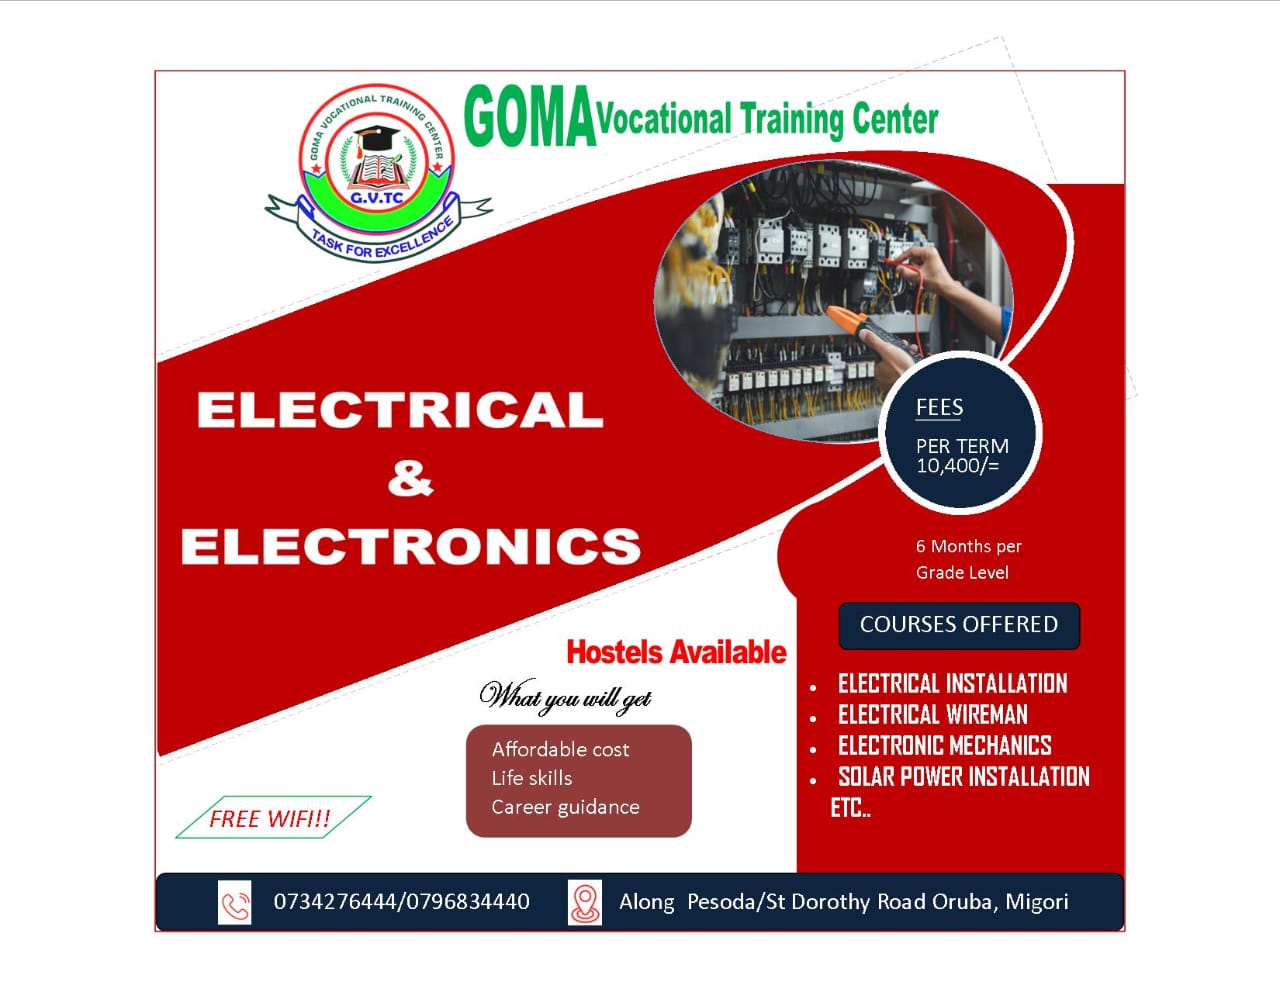 GOMA VOCATIONAL TRAINING CENTER
G.V.TC
TASK FOR EXCELLENCE
GOMA Vocational Training Center
ELECTRICAL
&
ELECTRONICS
FEES
PER TERM
10,400/=
6 Months per
Grade Level
COURSES OFFERED
• ELECTRICAL INSTALLATION
• ELECTRICAL WIREMAN
• ELECTRONIC MECHANICS
• SOLAR POWER INSTALLATION
ETC..
Hostels Available
What you will get
Affordable cost
Life skills
Career guidance
FREE WIFI!!
0734276444/0796834440
Along Pesoda/St Dorothy Road Oruba, Migori